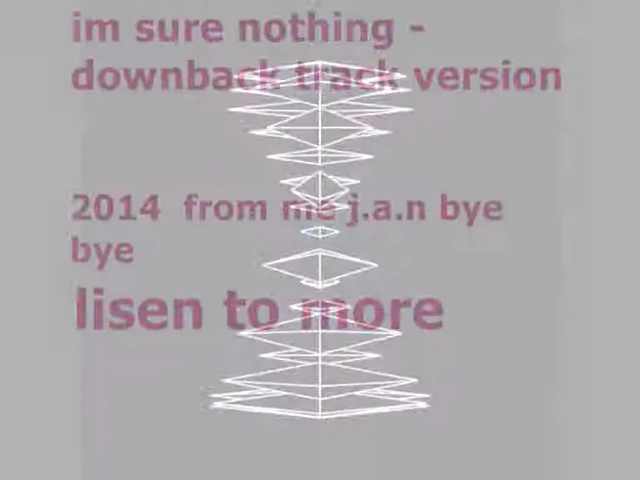 im sure nothing -
downback track version
2014 from me j.a.n bye
bye
lisen to more